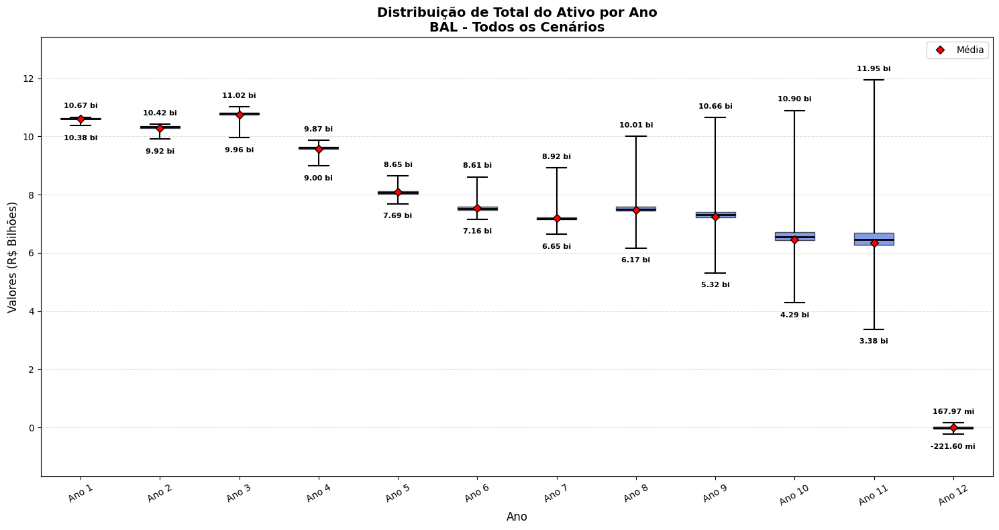 Distribuição de Total do Ativo por Ano
BAL - Todos os Cenários
Média
Valores (R$ Bilhões)
12
10
8
6
4
2
0
10.67 bi
10.38 bi
10.42 bi
9.92 bi
11.02 bi
9.96 bi
9.87 bi
9.00 bi
8.65 bi
7.69 bi
8.61 bi
7.16 bi
8.92 bi
6.65 bi
10.01 bi
6.17 bi
10.66 bi
5.32 bi
10.90 bi
4.29 bi
11.95 bi
3.38 bi
167.97 mi
-221.60 mi
Ano 1
Ano 2
Ano 3
Ano 4
Ano 5
Ano 6
Ano 7
Ano 8
Ano 9
Ano 10
Ano 11
Ano 12
Ano